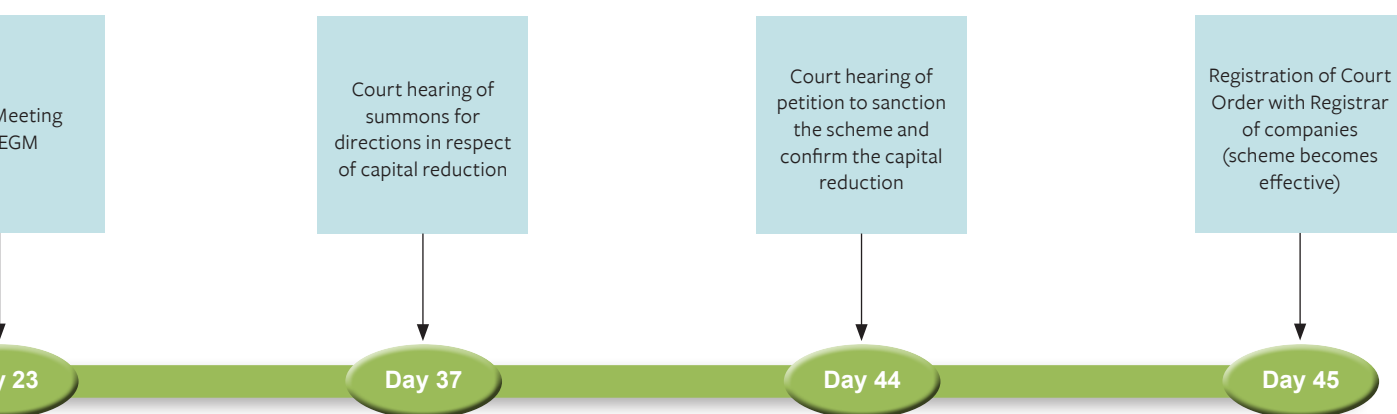 Meeting
EGM
Court hearing of
summons for
directions in respect
of capital reduction
Court hearing of
petition to sanction
the scheme and
confirm the capital
reduction
Registration of Court
Order with Registrar
of companies
(scheme becomes
effective)
23
Day 37
Day 44
Day 45